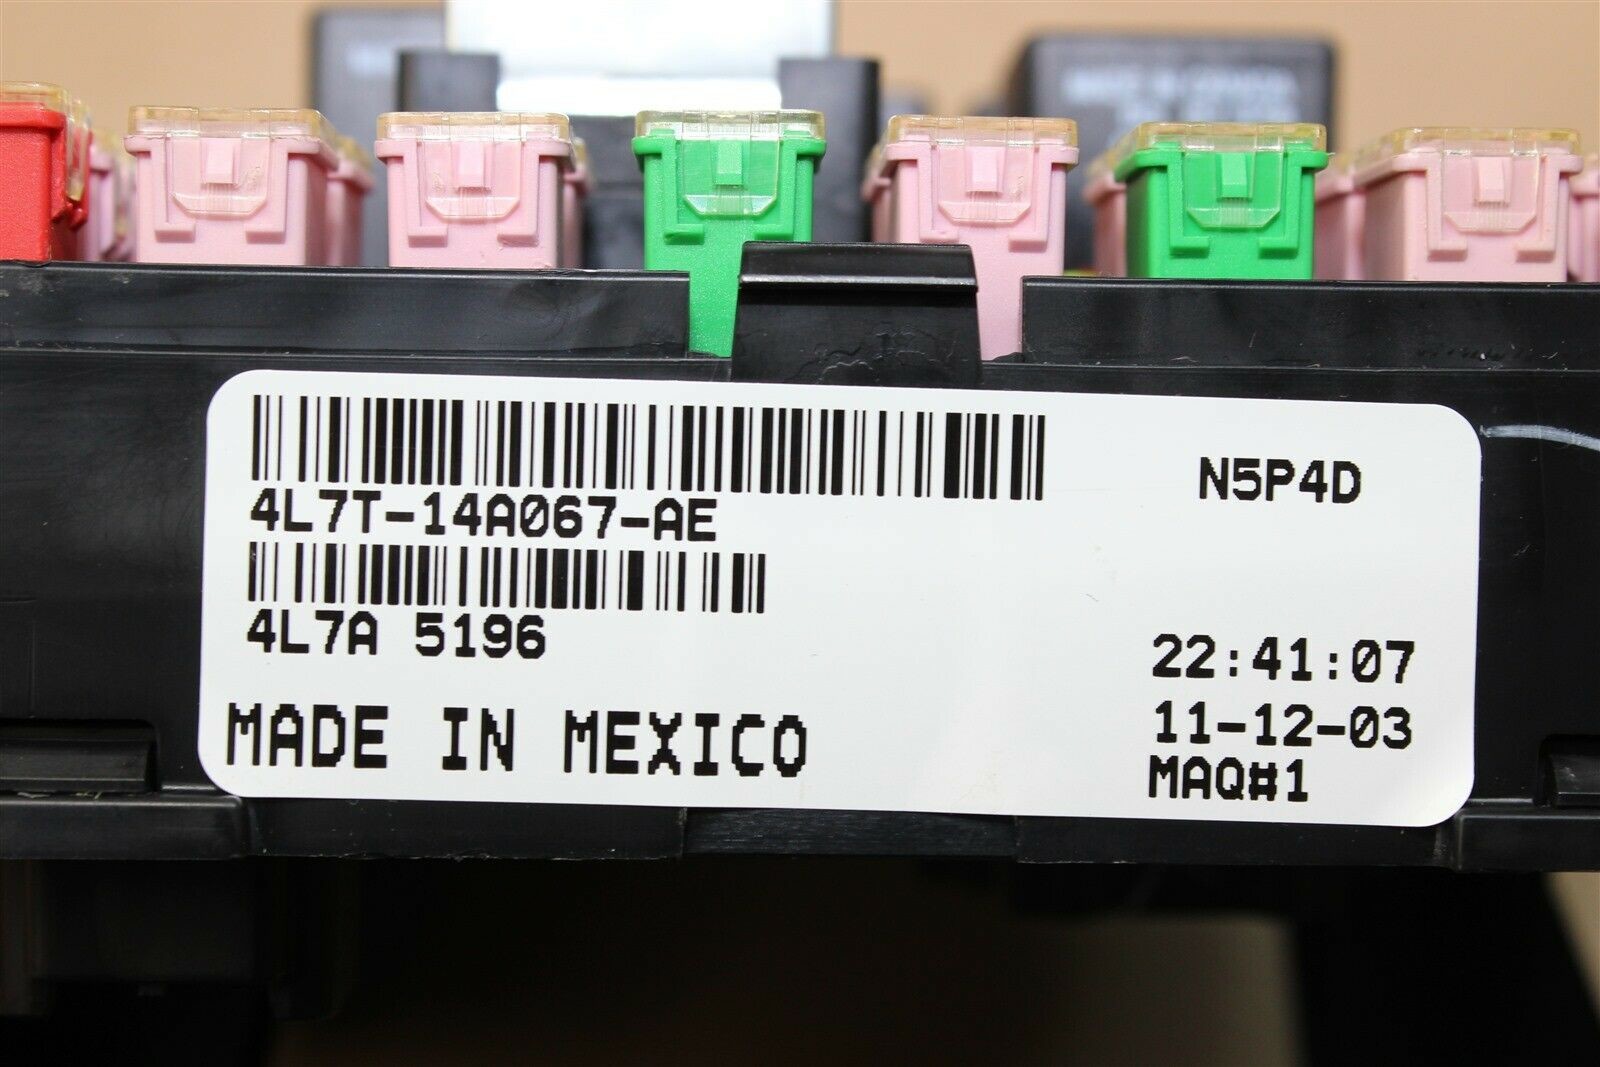 4L7T-14A067-AE
N5P4D
4L7A 5196
22:41:07
11-12-03
MADE IN MEXICO
MAQ#1